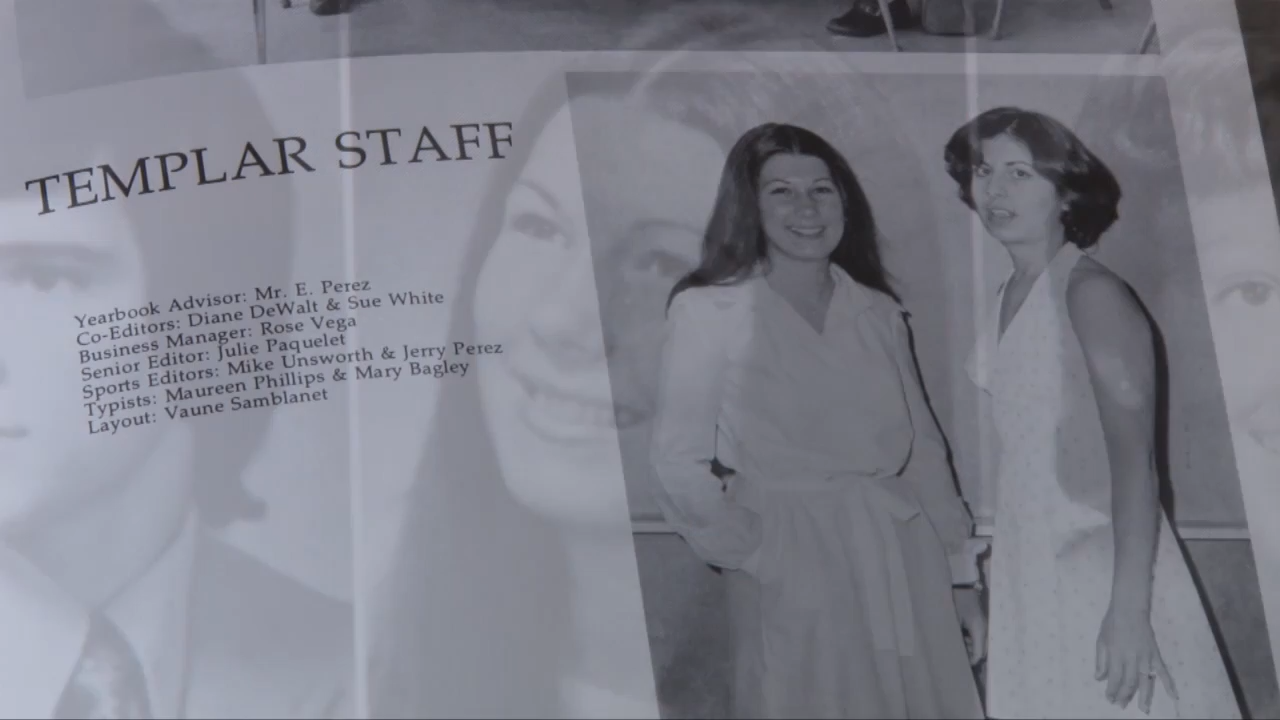 TEMPLAR STAFF
Yearbook Advisor: Mr. E. Perez
Co-Editors: Diane DeWalt & Sue White
Business Manager: Rose Vega
Senior Editor: Julie Paquelet
Sports Editors: Mike Unsworth & Jerry Perez
Typists: Maureen Phillips & Mary Bagley
Layout: Vaune Samblanet